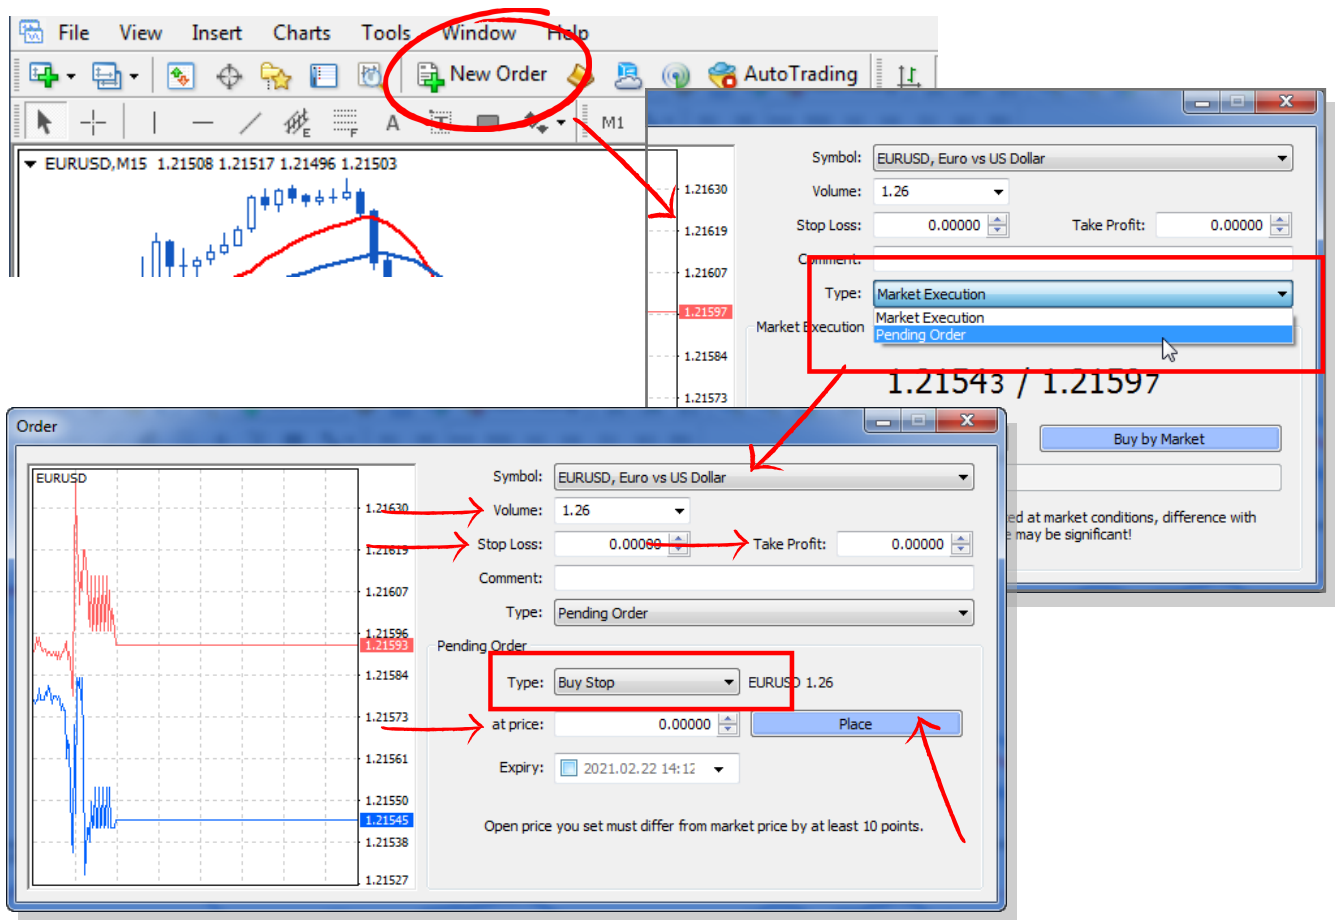 File View Insert Charts Tools Window Help
New Order AutoTrading
E F A T M1
EURUSD,M15 1.21508 1.21517 1.21496 1.21503
1.21630
1.21619
1.21607
1.21597
1.21584
1.21573
Symbol: EURUSD, Euro vs US Dollar
Volume: 1.26
Stop Loss: 0.00000 Take Profit: 0.00000
Comment:
Type: Market Execution
Market Execution
Pending Order
Market Execution
1.21543 / 1.21597
Buy by Market
ed at market conditions, difference with
may be significant!
Order
EURUSD
1.21630
1.21619
1.21607
1.21596
1.21593
1.21584
1.21573
1.21561
1.21550
1.21545
1.21538
1.21527
Symbol: EURUSD, Euro vs US Dollar
Volume: 1.26
Stop Loss: 0.00000 Take Profit: 0.00000
Comment:
Type: Pending Order
Pending Order
Type: Buy Stop EURUSD 1.26
at price: 0.00000 Place
Expiry: 2021.02.22 14:12
Open price you set must differ from market price by at least 10 points.